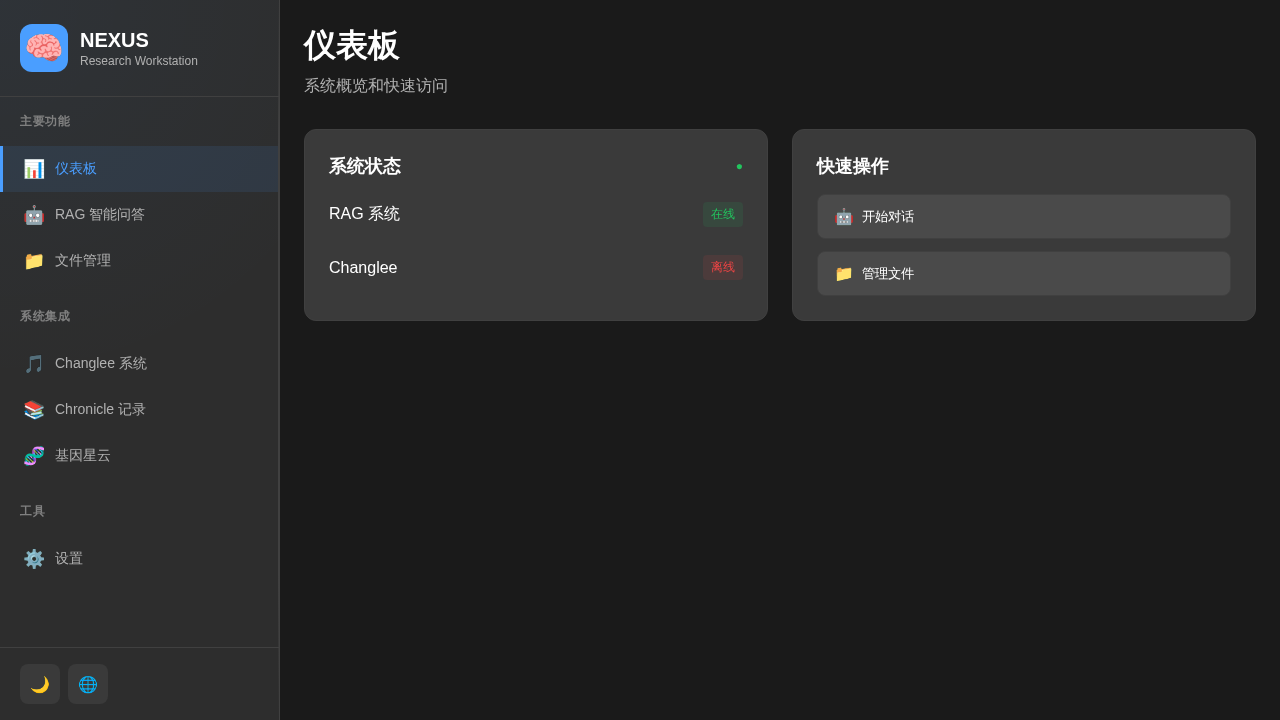 NEXUS
Research Workstation
主要功能
仪表板
RAG 智能问答
文件管理
系统集成
Changlee 系统
Chronicle 记录
基因星云
工具
设置
仪表板
系统概览和快速访问
系统状态
RAG 系统
在线
Changlee
离线
快速操作
开始对话
管理文件